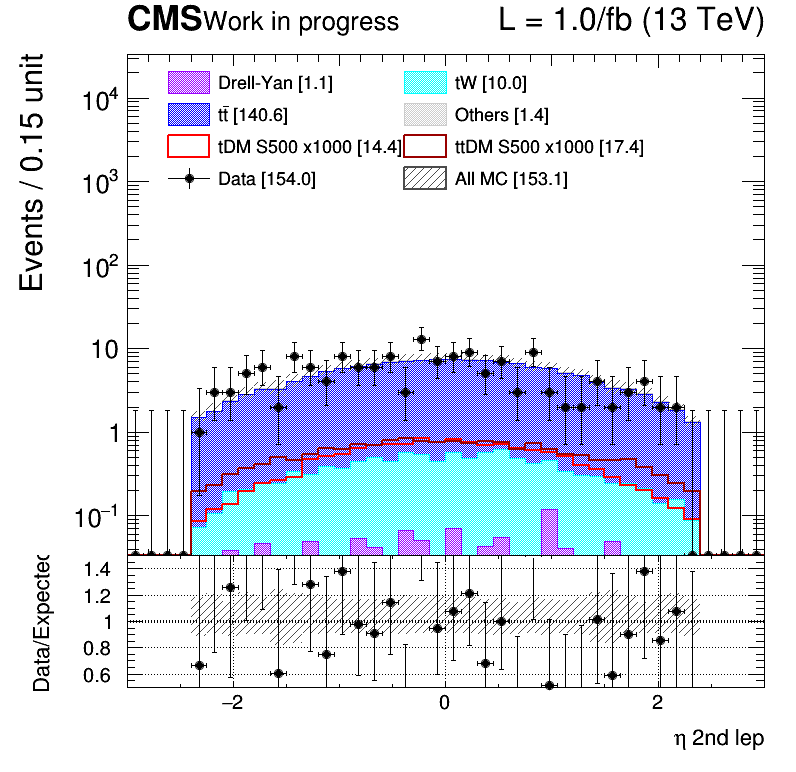 CMS Work in progress L = 1.0/fb (13 TeV)
Events / 0.15 unit
Drell-Yan [1.1] tW [10.0]
tt̄ [140.6] Others [1.4]
tDM S500 x1000 [14.4] ttDM S500 x1000 [17.4]
Data [154.0] All MC [153.1]
10⁴
10³
10²
10
1
10⁻¹
Data/Expected
1.4
1.2
1
0.8
0.6
−2 0 2
η 2nd lep